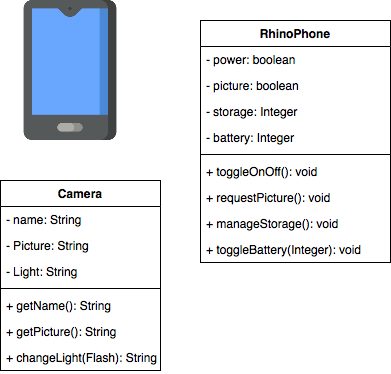 RhinoPhone
- power: boolean
- picture: boolean
- storage: Integer
- battery: Integer
+ toggleOnOff(): void
+ requestPicture(): void
+ manageStorage(): void
+ toggleBattery(Integer): void
Camera
- name: String
- Picture: String
- Light: String
+ getName(): String
+ getPicture(): String
+ changeLight(Flash): String